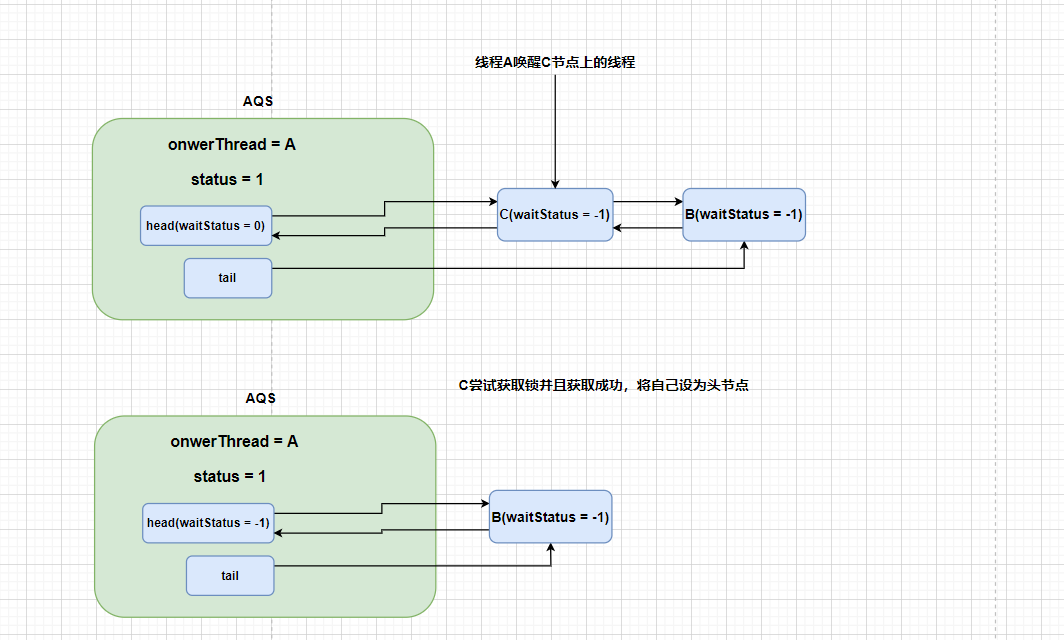 线程A唤醒C节点上的线程
AQS
onwerThread = A
status = 1
head(waitStatus = 0)
C(waitStatus = -1)
B(waitStatus = -1)
tail
C尝试获取锁并且获取成功，将自己设为头节点
AQS
onwerThread = A
status = 1
head(waitStatus = -1)
B(waitStatus = -1)
tail